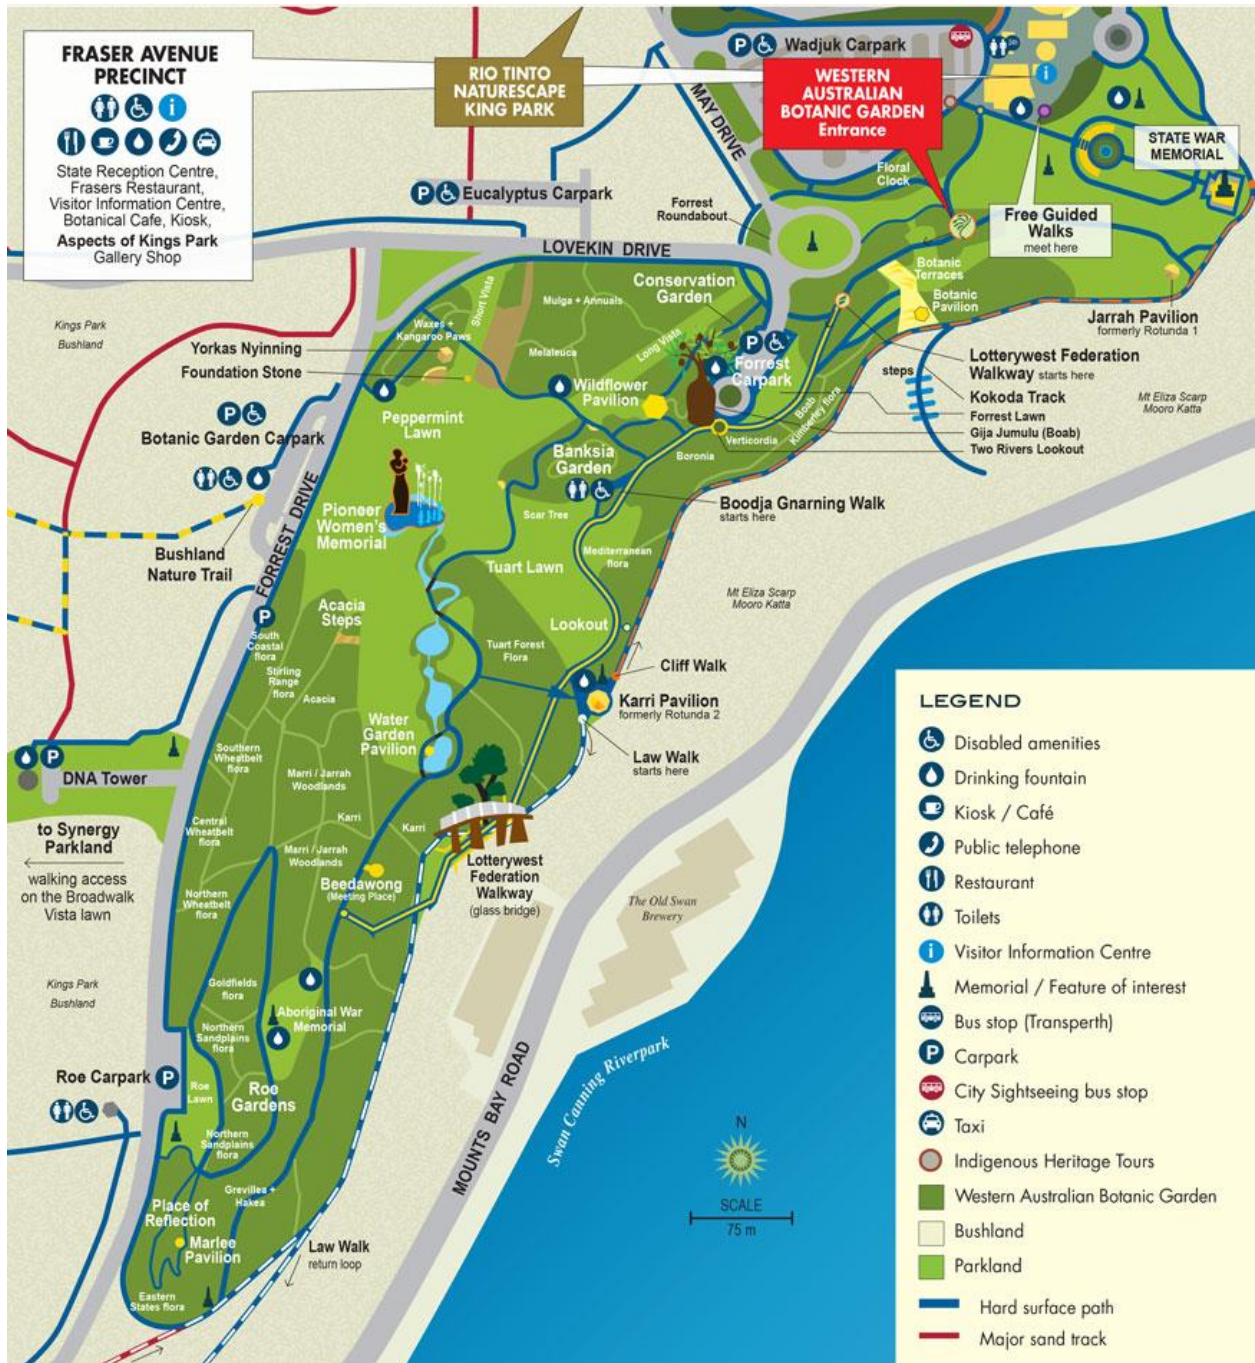 FRASER AVENUE
PRECINCT
State Reception Centre,
Frasers Restaurant,
Visitor Information Centre,
Botanical Cafe, Kiosk,
Aspects of Kings Park
Gallery Shop
RIO TINTO
NATURESCAPE
KING PARK
MAY DRIVE
P Wadjuk Carpark
WESTERN
AUSTRALIAN
BOTANIC GARDEN
Entrance
i
STATE WAR
MEMORIAL
Floral
Clock
Free Guided
Walks
meet here
P Eucalyptus Carpark
Forrest
Roundabout
LOVEKIN DRIVE
Botanic
Terraces
Botanic
Pavilion
Jarrah Pavilion
formerly Rotunda 1
Conservation
Garden
Mulga + Annuals
Short Vista
Waxes +
Kangaroo Paws
Melaleuca
Long Vista
P
Forrest
Carpark
Kings Park
Bushland
Yorkas Nyinning
Foundation Stone
Wildflower
Pavilion
Lotterywest Federation
Walkway starts here
steps
Kokoda Track
Forrest Lawn
Gija Jumulu (Boab)
Two Rivers Lookout
Mt Eliza Scarp
Mooro Katta
P
Botanic Garden Carpark
Peppermint
Lawn
Boab
Kimberley flora
Verticordia
Boronia
Banksia
Garden
Boodja Gnarning Walk
starts here
Scar Tree
Pioneer
Women's
Memorial
FORREST DRIVE
Bushland
Nature Trail
Mediterranean
flora
Tuart Lawn
Mt Eliza Scarp
Mooro Katta
Acacia
Steps
P
South
Coastal
flora
Stirling
Range
flora
Acacia
Lookout
Tuart Forest
Flora
Cliff Walk
Karri Pavilion
formerly Rotunda 2
Water
Garden
Pavilion
Law Walk
starts here
Southern
Wheatbelt
flora
Marri / Jarrah
Woodlands
P
DNA Tower
to Synergy
Parkland
walking access
on the Broadwalk
Vista lawn
Central
Wheatbelt
flora
Karri
Karri
Marri / Jarrah
Woodlands
Beedawong
(Meeting Place)
Northern
Wheatbelt
flora
Lotterywest
Federation
Walkway
(glass bridge)
The Old Swan
Brewery
Kings Park
Bushland
Goldfields
flora
Aboriginal War
Memorial
Northern
Sandplains
flora
Roe Carpark P
Roe
Lawn
Roe
Gardens
Northern
Sandplains
flora
Grevillea +
Hakea
Place of
Reflection
Marlee
Pavilion
Eastern
States flora
Law Walk
return loop
MOUNTS BAY ROAD
Swan Canning Riverpark
N
SCALE
75 m
LEGEND
Disabled amenities
Drinking fountain
Kiosk / Café
Public telephone
Restaurant
Toilets
i Visitor Information Centre
Memorial / Feature of interest
Bus stop (Transperth)
P Carpark
City Sightseeing bus stop
Taxi
Indigenous Heritage Tours
Western Australian Botanic Garden
Bushland
Parkland
Hard surface path
Major sand track